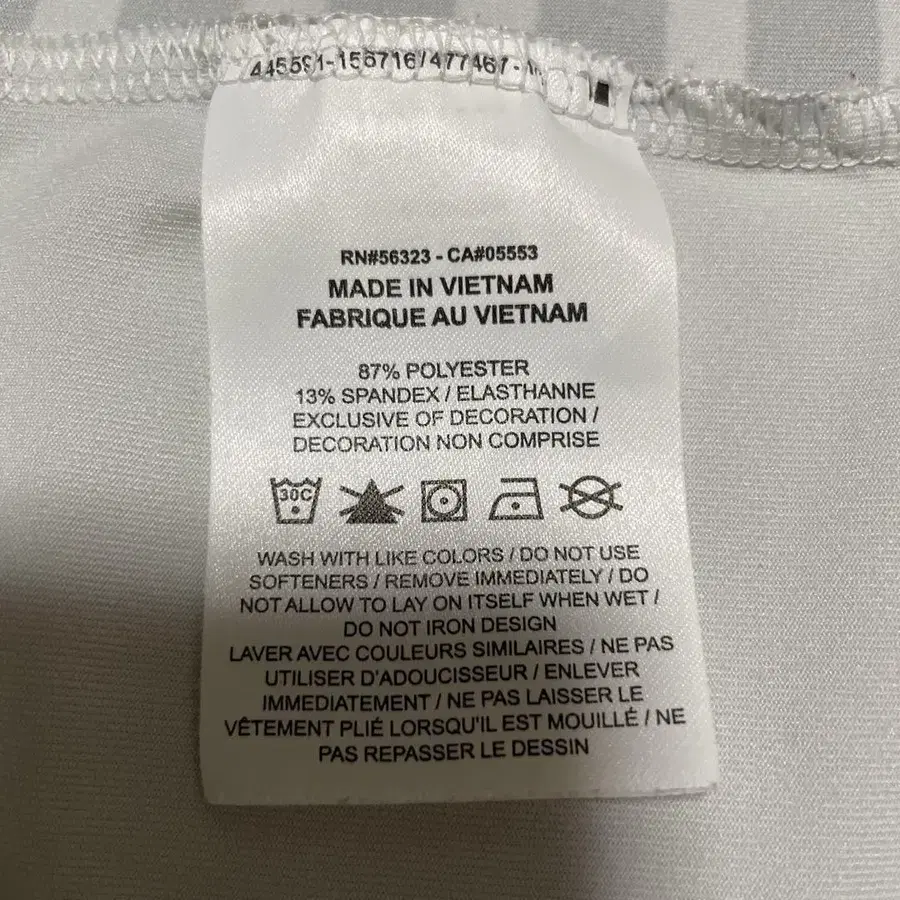 445591-156716/477467-
RN#56323 - CA#05553
MADE IN VIETNAM
FABRIQUE AU VIETNAM
87% POLYESTER
13% SPANDEX / ELASTHANNE
EXCLUSIVE OF DECORATION /
DECORATION NON COMPRISE
30C
WASH WITH LIKE COLORS / DO NOT USE
SOFTENERS / REMOVE IMMEDIATELY / DO
NOT ALLOW TO LAY ON ITSELF WHEN WET /
DO NOT IRON DESIGN
LAVER AVEC COULEURS SIMILAIRES / NE PAS
UTILISER D'ADOUCISSEUR / ENLEVER
IMMEDIATEMENT / NE PAS LAISSER LE
VÊTEMENT PLIÉ LORSQU'IL EST MOUILLÉ / NE
PAS REPASSER LE DESSIN